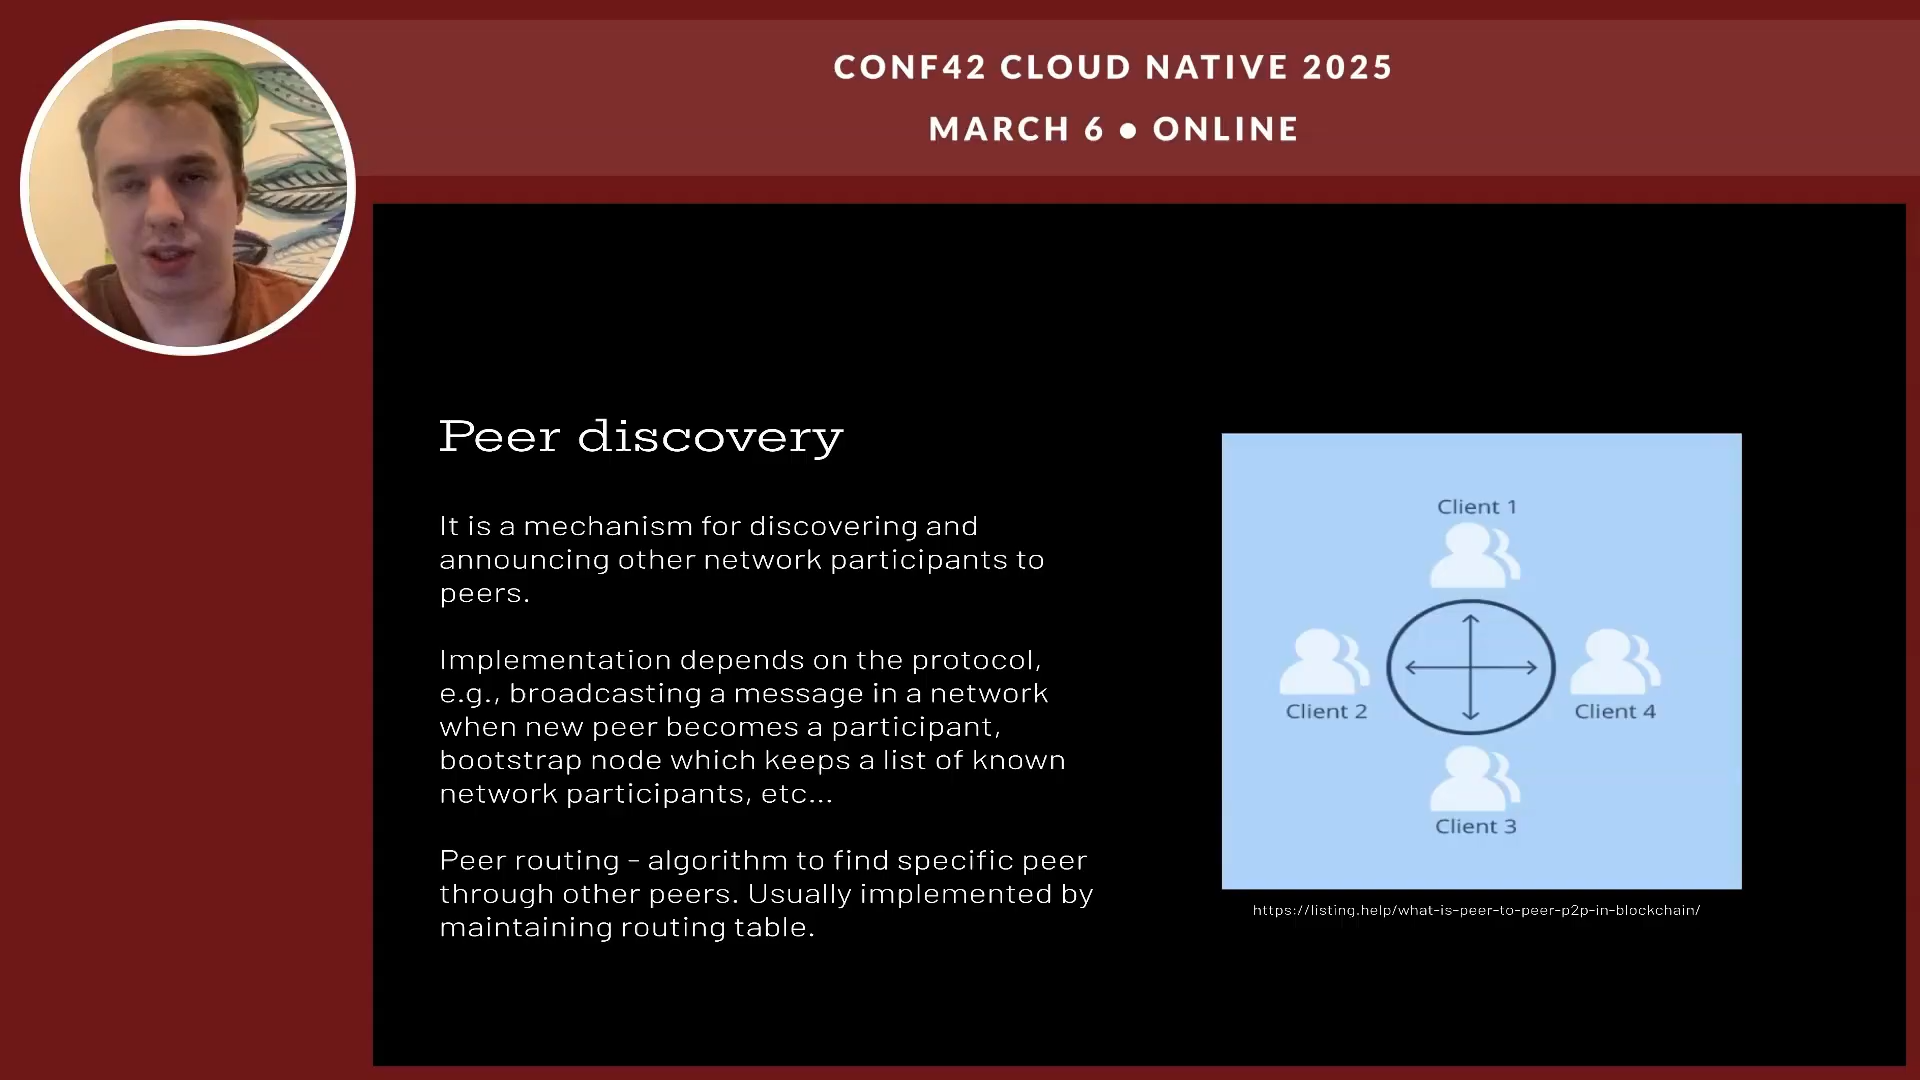 CONF42 CLOUD NATIVE 2025
MARCH 6 ● ONLINE
Peer discovery
It is a mechanism for discovering and
announcing other network participants to
peers.
Implementation depends on the protocol,
e.g., broadcasting a message in a network
when new peer becomes a participant,
bootstrap node which keeps a list of known
network participants, etc...
Peer routing - algorithm to find specific peer
through other peers. Usually implemented by
maintaining routing table.
Client 1
Client 2
Client 4
Client 3
https://listing.help/what-is-peer-to-peer-p2p-in-blockchain/